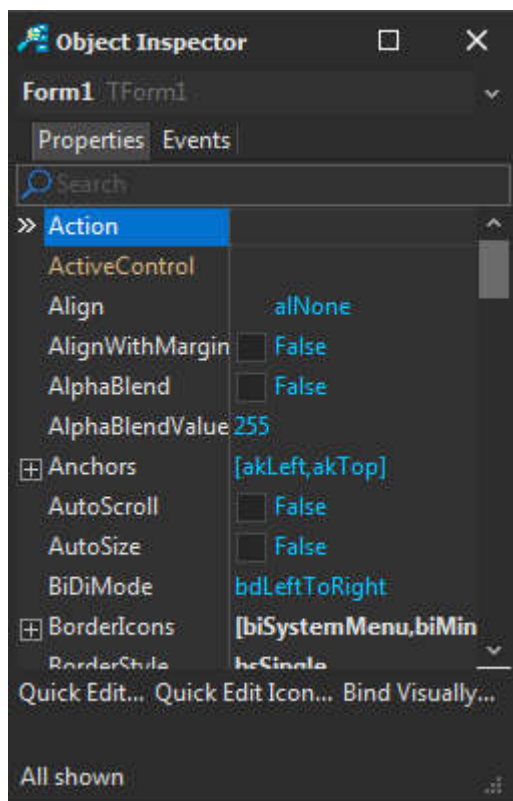 Object Inspector
Form1 TForm1
Properties Events
Search
Action
ActiveControl
Align alNone
AlignWithMargin False
AlphaBlend False
AlphaBlendValue 255
Anchors [akLeft,akTop]
AutoScroll False
AutoSize False
BiDiMode bdLeftToRight
BorderIcons [biSystemMenu,biMin
BorderStyle bsSingle
Quick Edit... Quick Edit Icon... Bind Visually...
All shown